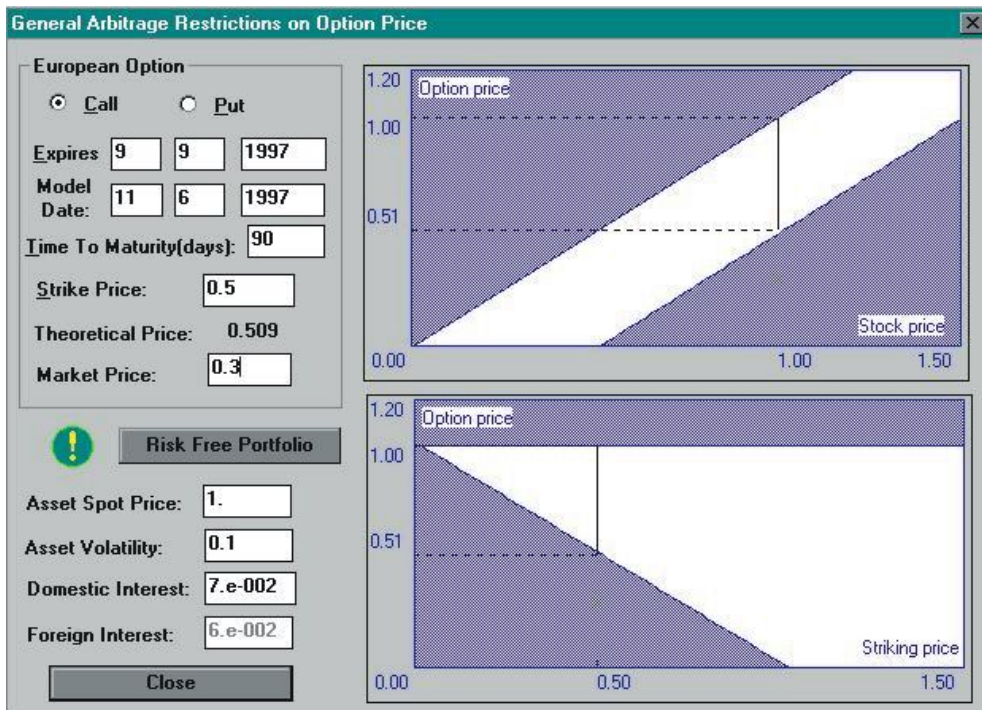 General Arbitrage Restrictions on Option Price
European Option
Call Put
Expires 9 9 1997
Model Date: 11 6 1997
Time To Maturity(days): 90
Strike Price: 0.5
Theoretical Price: 0.509
Market Price: 0.3
Risk Free Portfolio
Asset Spot Price: 1.
Asset Volatility: 0.1
Domestic Interest: 7.e-002
Foreign Interest: 6.e-002
Close
1.20
Option price
1.00
0.51
Stock price
0.00 1.00 1.50
1.20
Option price
1.00
0.51
Striking price
0.00 0.50 1.50